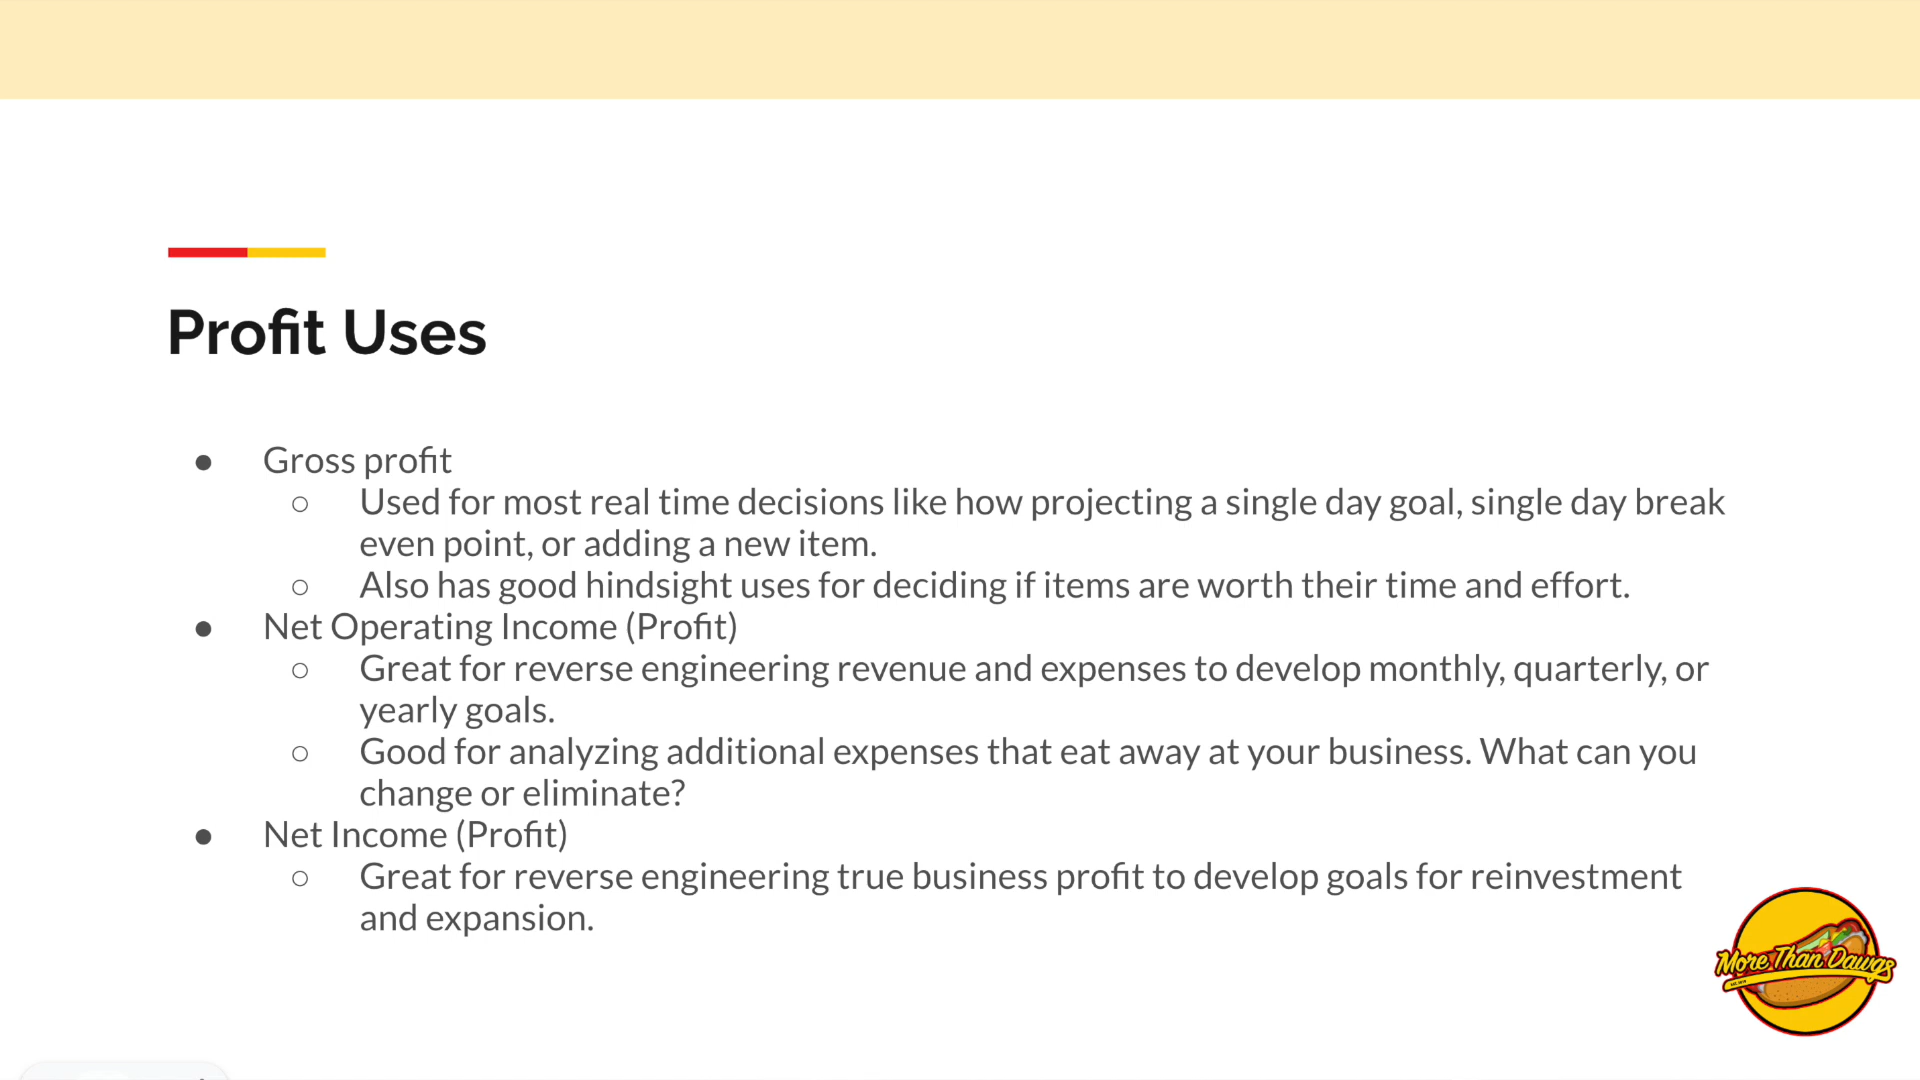 Profit Uses
● Gross profit
○ Used for most real time decisions like how projecting a single day goal, single day break
even point, or adding a new item.
○ Also has good hindsight uses for deciding if items are worth their time and effort.
● Net Operating Income (Profit)
○ Great for reverse engineering revenue and expenses to develop monthly, quarterly, or
yearly goals.
○ Good for analyzing additional expenses that eat away at your business. What can you
change or eliminate?
● Net Income (Profit)
○ Great for reverse engineering true business profit to develop goals for reinvestment
and expansion.
More Than Dawgs